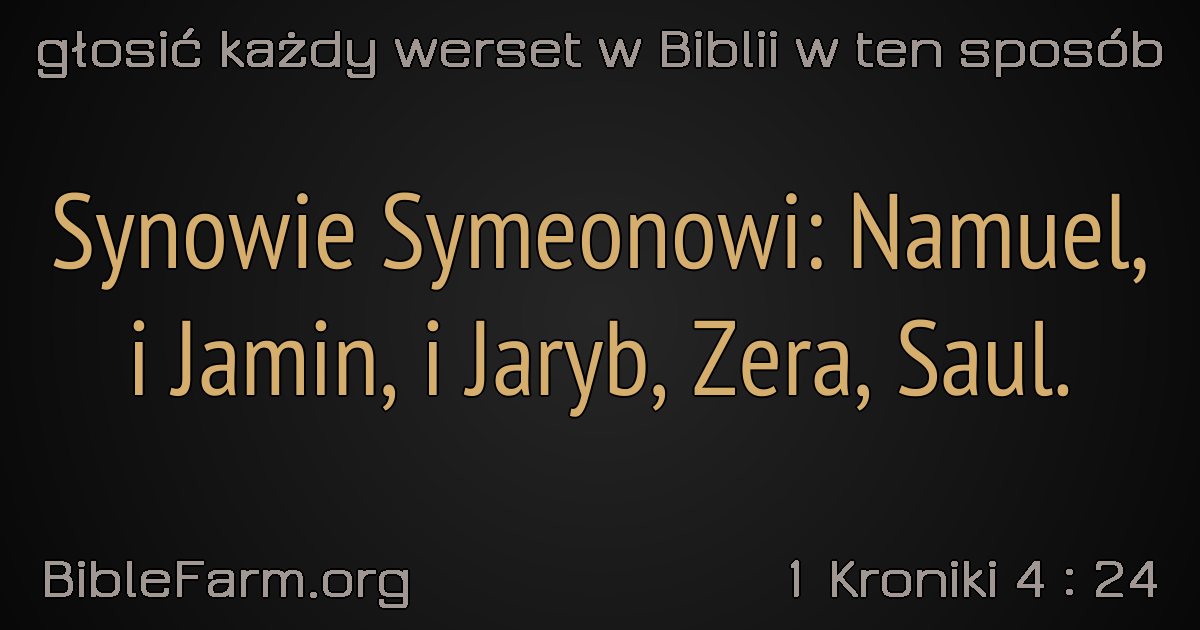 głosić każdy werset w Biblii w ten sposób
Synowie Symeonowi: Namuel,
i Jamin, i Jaryb, Zera, Saul.
BibleFarm.org
1 Kroniki 4 : 24